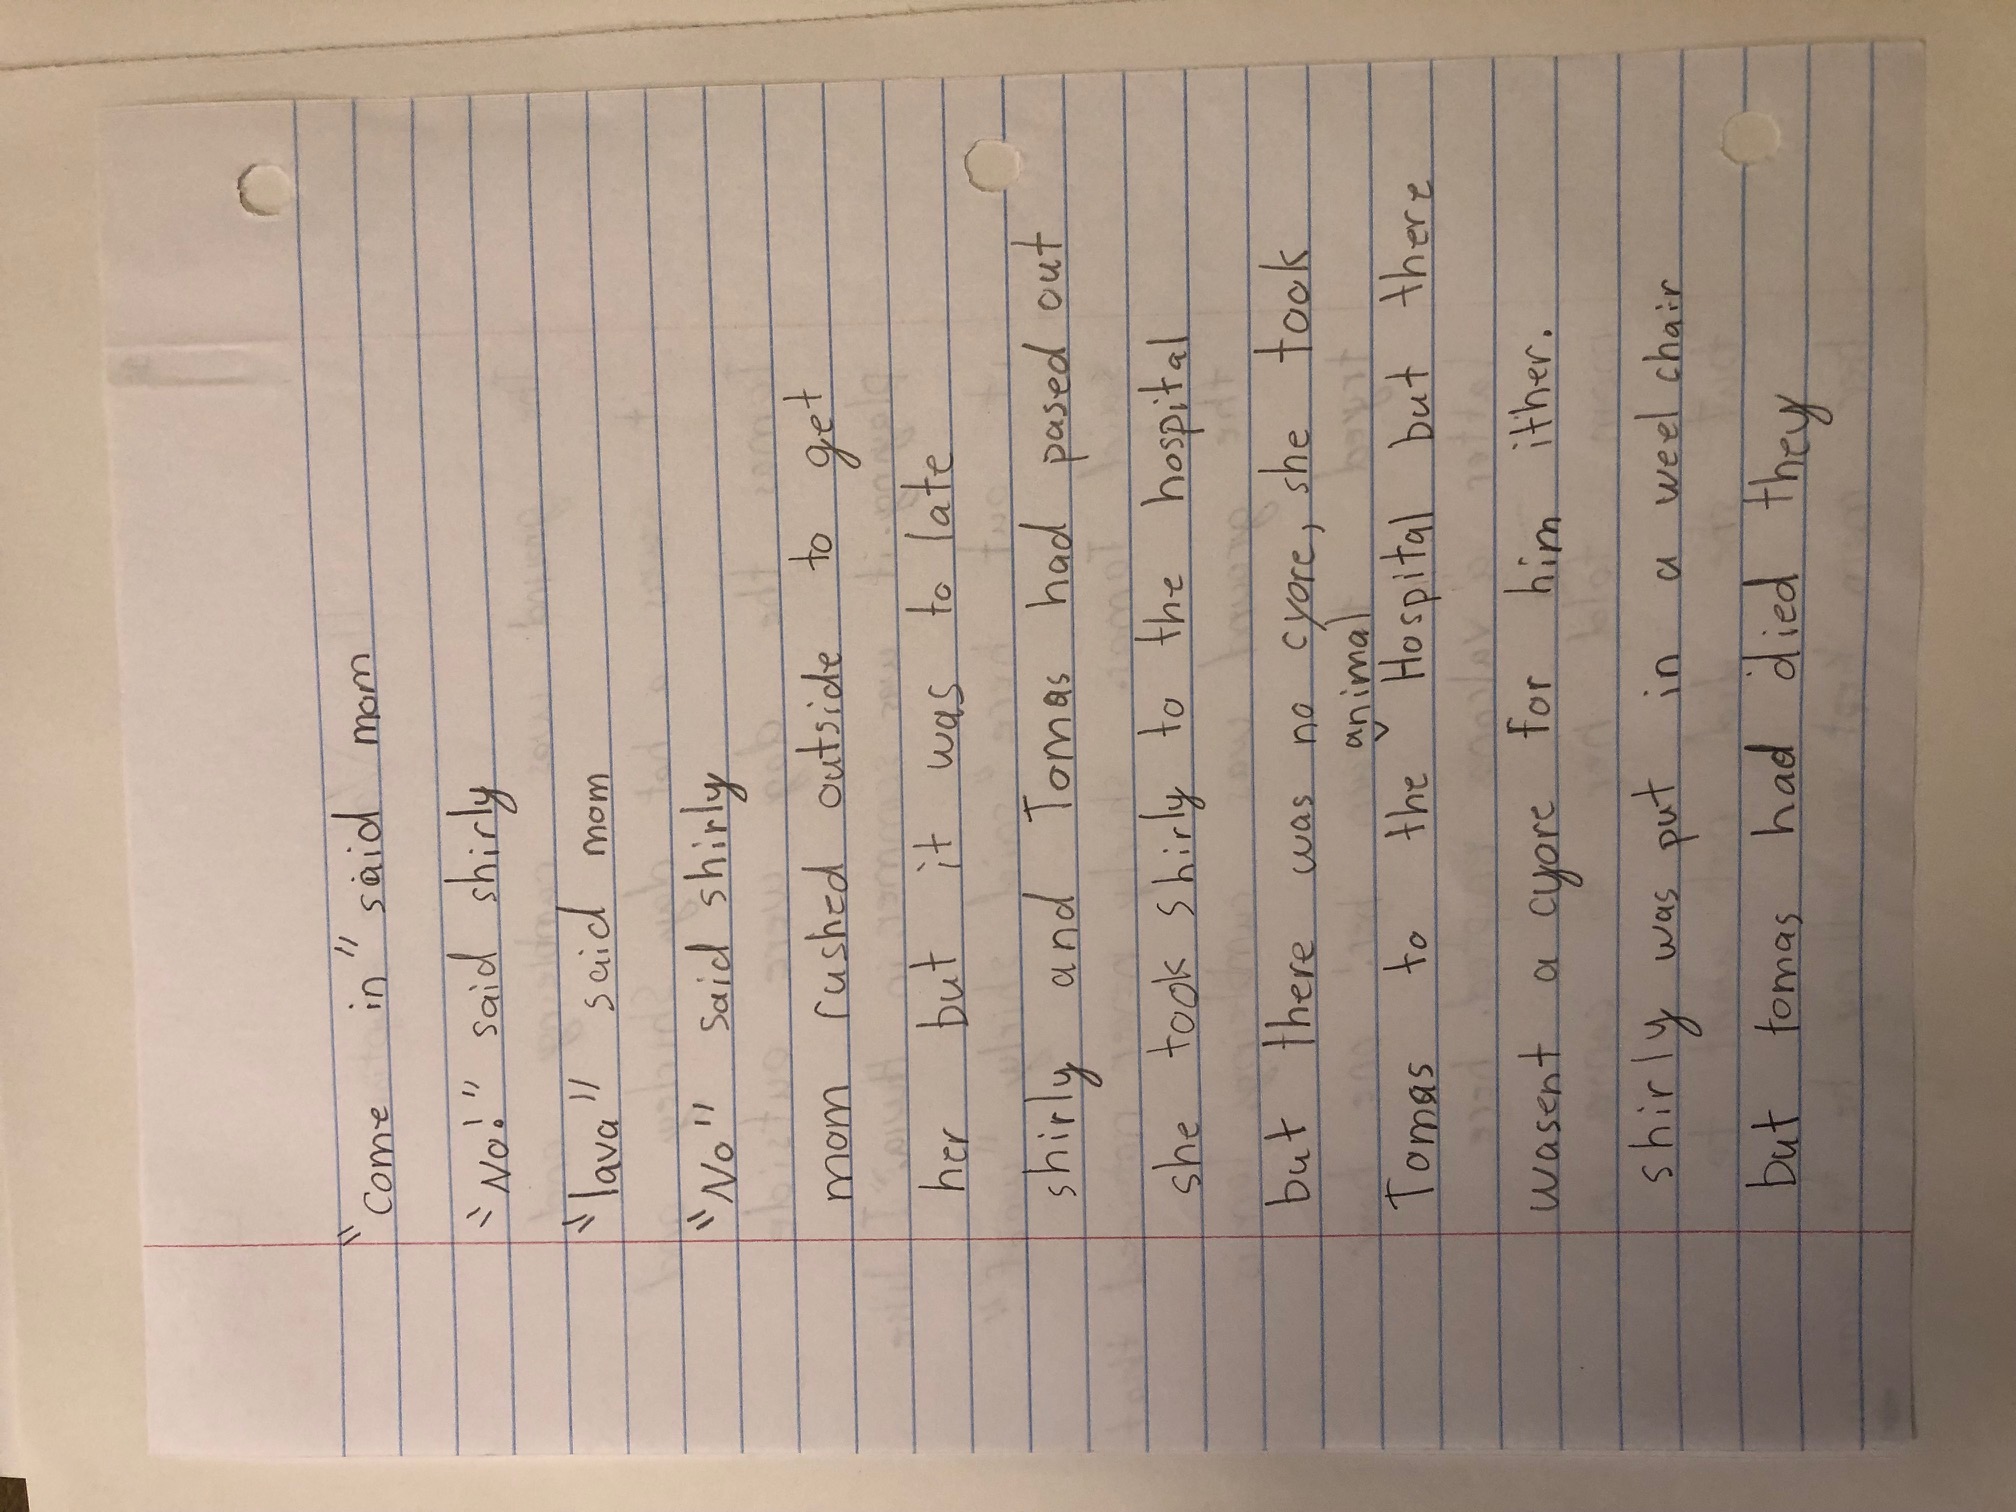 "come in" said mom
"No!" said shirly
"lava" said mom
"No" said shirly
mom rushed outside to get
her but it was to late
shirly and Tomas had pased out
she took shirly to the hospital
but there was no cyore, she took
animal
Tomas to the ˇ Hospital but there
wasent a cyore for him ither.
shirly was put in a weel chair
but tomas had died they